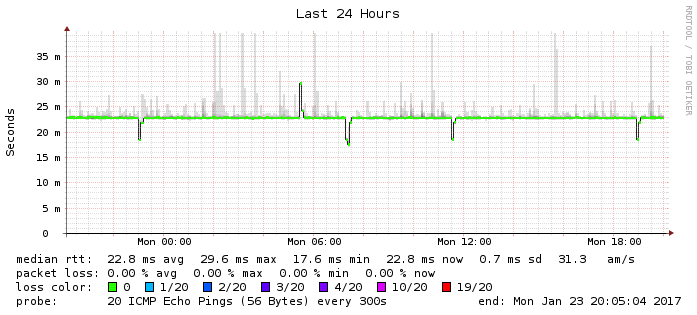 Last 24 Hours
RRDTOOL / TOBI OETIKER
Seconds
35 m
30 m
25 m
20 m
15 m
10 m
5 m
0
Mon 00:00 Mon 06:00 Mon 12:00 Mon 18:00
median rtt: 22.8 ms avg 29.6 ms max 17.6 ms min 22.8 ms now 0.7 ms sd 31.3 am/s
packet loss: 0.00 % avg 0.00 % max 0.00 % min 0.00 % now
loss color: 0 1/20 2/20 3/20 4/20 10/20 19/20
probe: 20 ICMP Echo Pings (56 Bytes) every 300s end: Mon Jan 23 20:05:04 2017